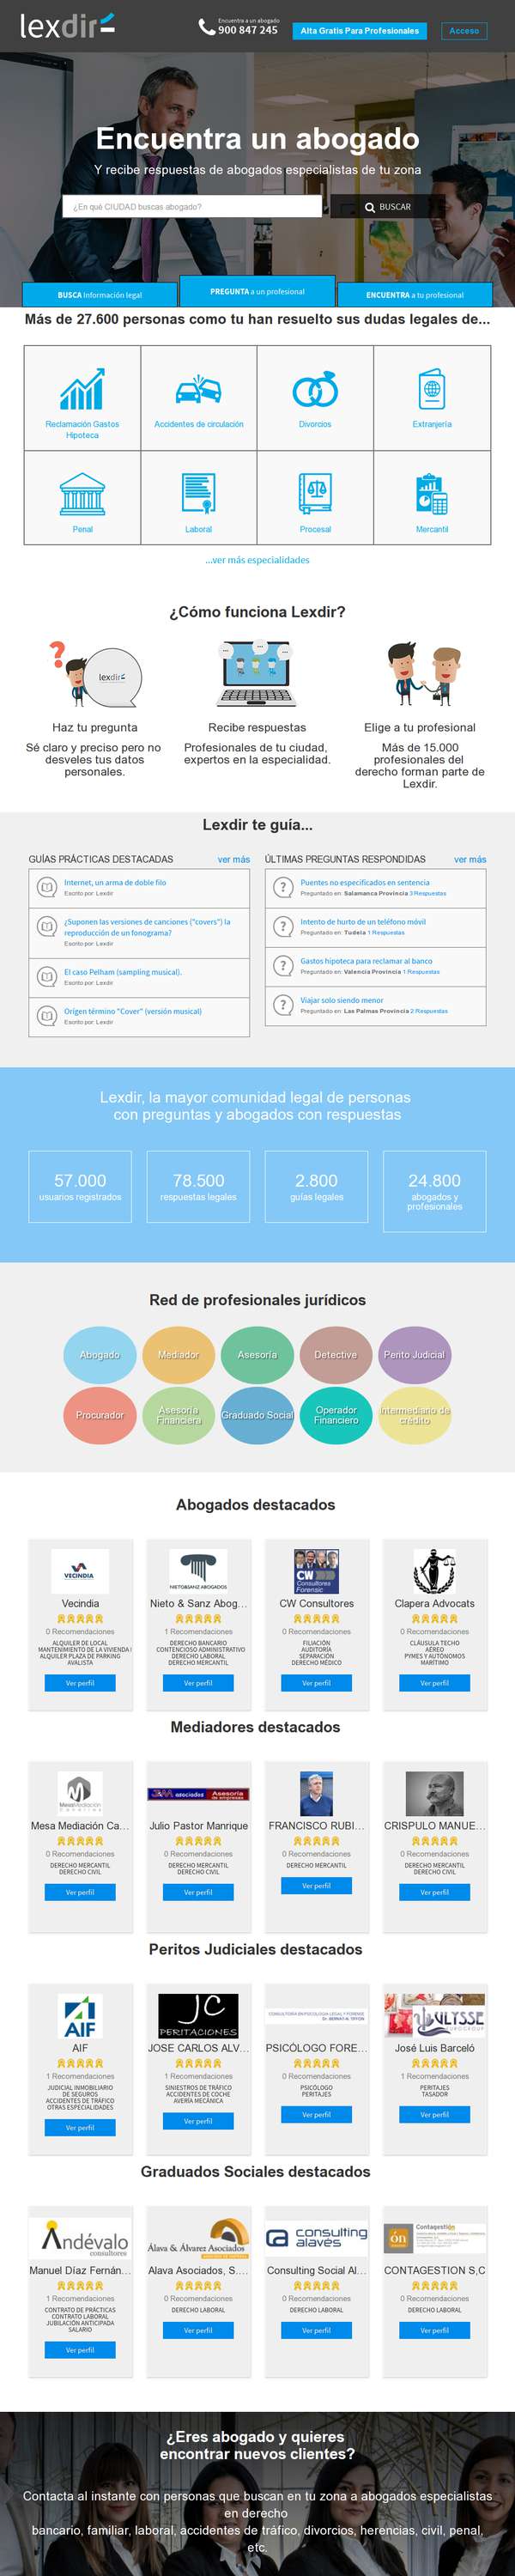 lexdir
Encuentra un abogado
900 847 245
Alta Gratis Para Profesionales
Acceso
Encuentra un abogado
Y recibe respuestas de abogados especialistas de tu zona
¿En qué CIUDAD buscas abogado?
BUSCAR
BUSCA Información legal
PREGUNTA a un profesional
ENCUENTRA a tu profesional
Más de 27.600 personas como tu han resuelto sus dudas legales de...
Reclamación Gastos
Hipoteca
Accidentes de circulación
Divorcios
Extranjería
Penal
Laboral
Procesal
Mercantil
...ver más especialidades
¿Cómo funciona Lexdir?
lexdir
Haz tu pregunta
Sé claro y preciso pero no
desveles tus datos
personales.
Recibe respuestas
Profesionales de tu ciudad,
expertos en la especialidad.
Elige a tu profesional
Más de 15.000
profesionales del
derecho forman parte de
Lexdir.
Lexdir te guía...
GUÍAS PRÁCTICAS DESTACADAS
ver más
Internet, un arma de doble filo
Escrito por: Lexdir
¿Suponen las versiones de canciones ("covers") la
reproducción de un fonograma?
Escrito por: Lexdir
El caso Pelham (sampling musical).
Escrito por: Lexdir
Origen término "Cover" (versión musical)
Escrito por: Lexdir
ÚLTIMAS PREGUNTAS RESPONDIDAS
ver más
Puentes no especificados en sentencia
Preguntado en: Salamanca Provincia 3 Respuestas
Intento de hurto de un teléfono móvil
Preguntado en: Tudela 1 Respuestas
Gastos hipoteca para reclamar al banco
Preguntado en: Valencia Provincia 1 Respuestas
Viajar solo siendo menor
Preguntado en: Las Palmas Provincia 2 Respuestas
Lexdir, la mayor comunidad legal de personas
con preguntas y abogados con respuestas
57.000
usuarios registrados
78.500
respuestas legales
2.800
guías legales
24.800
abogados y
profesionales
Red de profesionales jurídicos
Abogado
Mediador
Asesoría
Detective
Perito Judicial
Procurador
Asesoría
Financiera
Graduado Social
Operador
Financiero
Intermediario de
crédito
Abogados destacados
VECINDIA
Vecindia
0 Recomendaciones
ALQUILER DE LOCAL
MANTENIMIENTO DE LA VIVIENDA I
ALQUILER PLAZA DE PARKING
AVALISTA
Ver perfil
NIETO&SANZ ABOGADOS
Nieto & Sanz Abog...
1 Recomendaciones
DERECHO BANCARIO
CONTENCIOSO ADMINISTRATIVO
DERECHO LABORAL
DERECHO MERCANTIL
Ver perfil
CW
Consultores
Forensic
CW Consultores
0 Recomendaciones
FILIACIÓN
AUDITORÍA
SEPARACIÓN
DERECHO MÉDICO
Ver perfil
Clapera Advocats
0 Recomendaciones
CLÁUSULA TECHO
AÉREO
PYMES Y AUTÓNOMOS
MARÍTIMO
Ver perfil
Mediadores destacados
MesaMediación
Canarias
Mesa Mediación Ca...
0 Recomendaciones
DERECHO MERCANTIL
DERECHO CIVIL
Ver perfil
asociados
Asesoría
de empresas
Julio Pastor Manrique
0 Recomendaciones
DERECHO MERCANTIL
DERECHO CIVIL
Ver perfil
FRANCISCO RUBI...
0 Recomendaciones
DERECHO MERCANTIL
Ver perfil
CRISPULO MANUE...
0 Recomendaciones
DERECHO MERCANTIL
DERECHO CIVIL
Ver perfil
Peritos Judiciales destacados
AIF
AIF
1 Recomendaciones
JUDICIAL INMOBILIARIO
DE SEGUROS
ACCIDENTES DE TRÁFICO
OTRAS ESPECIALIDADES
Ver perfil
JC
PERITACIONES
JOSE CARLOS ALV...
1 Recomendaciones
SINIESTROS DE TRÁFICO
ACCIDENTES DE COCHE
AVERÍA MECÁNICA
Ver perfil
CONSULTORIA EN PSICOLOGIA LEGAL Y FORENSE
PSICÓLOGO FORE...
0 Recomendaciones
PSICÓLOGO
PERITAJES
Ver perfil
ULYSSE
EUROGROUP
José Luis Barceló
1 Recomendaciones
PERITAJES
TASADOR
Ver perfil
Graduados Sociales destacados
Andévalo
consultores
Manuel Díaz Fernán...
1 Recomendaciones
CONTRATO DE PRÁCTICAS
CONTRATO LABORAL
JUBILACIÓN ANTICIPADA
SALARIO
Ver perfil
Álava & Álvarez Asociados
Alava Asociados, S....
0 Recomendaciones
DERECHO LABORAL
Ver perfil
consulting
alavés
Consulting Social Al...
0 Recomendaciones
DERECHO LABORAL
Ver perfil
ón
Contagestión
CONTAGESTION S,C
0 Recomendaciones
DERECHO LABORAL
Ver perfil
¿Eres abogado y quieres
encontrar nuevos clientes?
Contacta al instante con personas que buscan en tu zona a abogados especialistas
en derecho
bancario, familiar, laboral, accidentes de tráfico, divorcios, herencias, civil, penal,
etc.